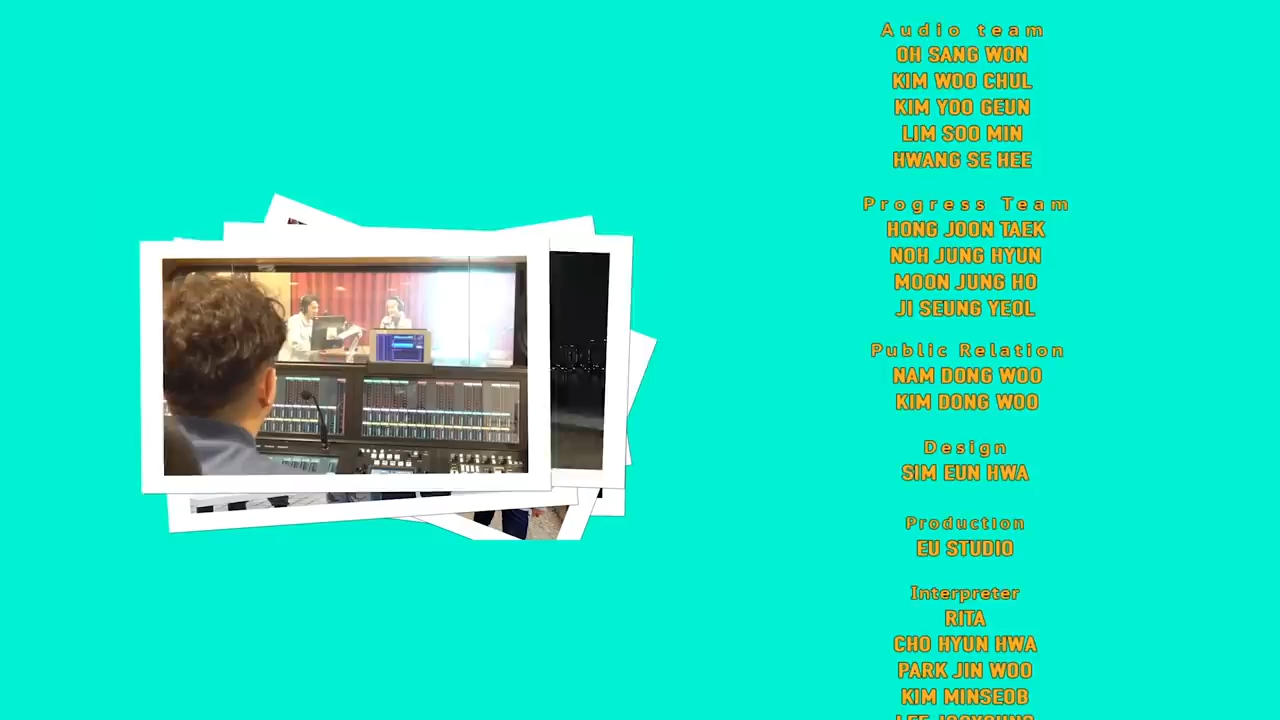 Audio team
OH SANG WON
KIM WOO CHUL
KIM YOO GEUN
LIM SOO MIN
HWANG SE HEE
Progress Team
HONG JOON TAEK
NOH JUNG HYUN
MOON JUNG HO
JI SEUNG YEOL
Public Relation
NAM DONG WOO
KIM DONG WOO
Design
SIM EUN HWA
Production
EU STUDIO
Interpreter
RITA
CHO HYUN HWA
PARK JIN WOO
KIM MINSEOB
LEE